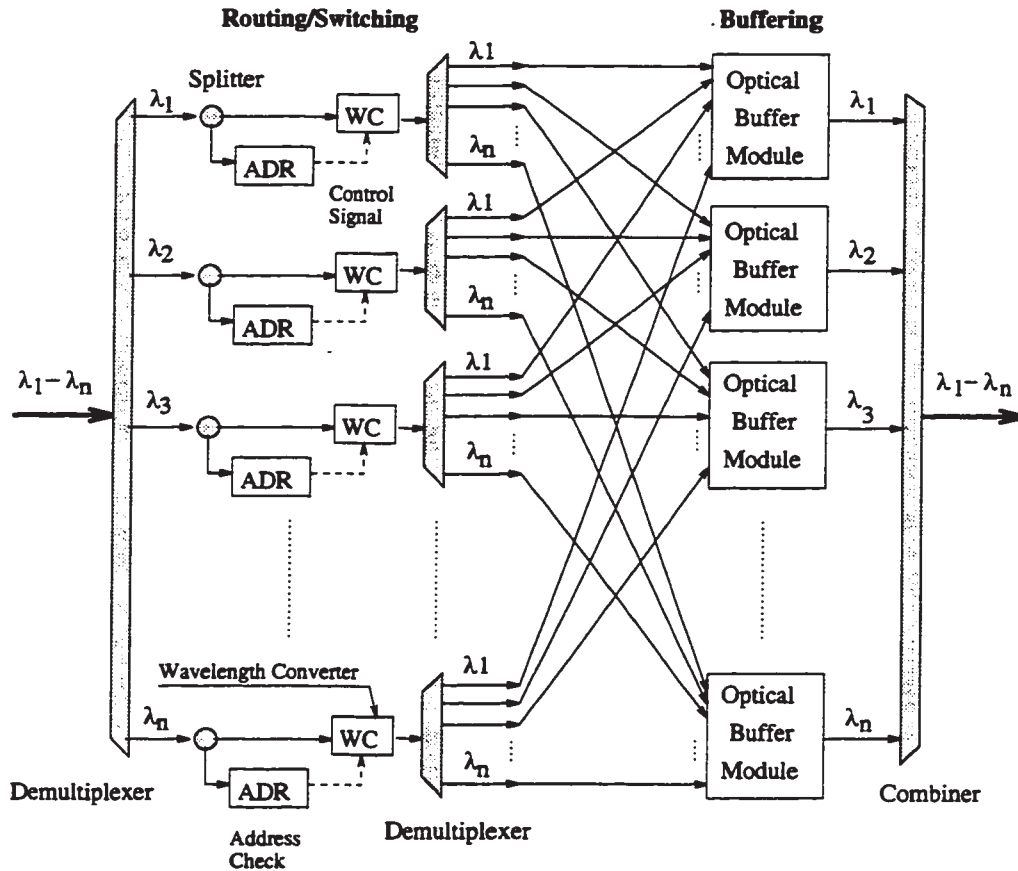 Routing/Switching
Buffering
Splitter
λ1
WC
ADR
Control
Signal
λ1
λn
Optical
Buffer
Module
λ1
λ2
WC
ADR
λ1
λn
Optical
Buffer
Module
λ2
λ1 – λn
λ3
WC
ADR
λ1
λn
Optical
Buffer
Module
λ3
λ1 – λn
Wavelength Converter
λn
WC
ADR
λ1
λn
Optical
Buffer
Module
λn
Demultiplexer
Address
Check
Demultiplexer
Combiner